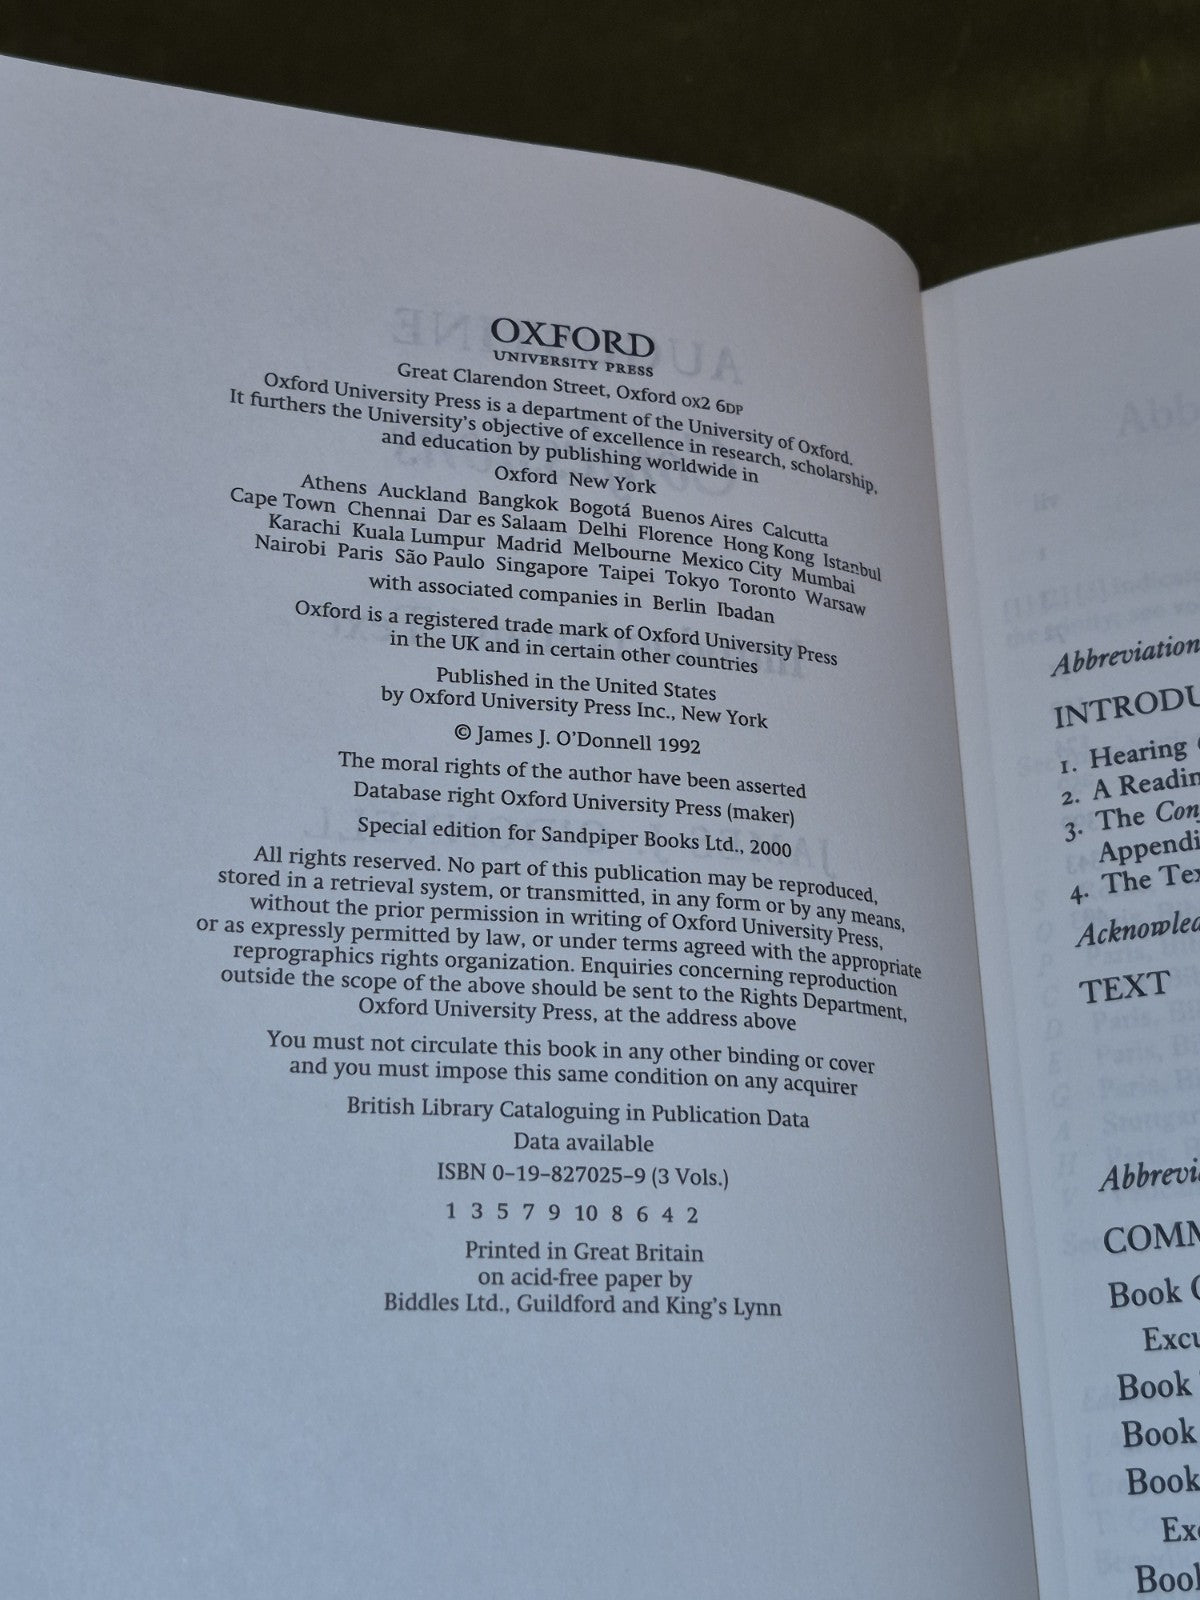 OXFORD
UNIVERSITY PRESS
Great Clarendon Street, Oxford OX2 6DP
Oxford University Press is a department of the University of Oxford.
It furthers the University's objective of excellence in research, scholarship,
and education by publishing worldwide in
Oxford New York
Athens Auckland Bangkok Bogotá Buenos Aires Calcutta
Cape Town Chennai Dar es Salaam Delhi Florence Hong Kong Istanbul
Karachi Kuala Lumpur Madrid Melbourne Mexico City Mumbai
Nairobi Paris São Paulo Singapore Taipei Tokyo Toronto Warsaw
with associated companies in Berlin Ibadan
Oxford is a registered trade mark of Oxford University Press
in the UK and in certain other countries
Published in the United States
by Oxford University Press Inc., New York
© James J. O'Donnell 1992
The moral rights of the author have been asserted
Database right Oxford University Press (maker)
Special edition for Sandpiper Books Ltd., 2000
All rights reserved. No part of this publication may be reproduced,
stored in a retrieval system, or transmitted, in any form or by any means,
without the prior permission in writing of Oxford University Press,
or as expressly permitted by law, or under terms agreed with the appropriate
reprographics rights organization. Enquiries concerning reproduction
outside the scope of the above should be sent to the Rights Department,
Oxford University Press, at the address above
You must not circulate this book in any other binding or cover
and you must impose this same condition on any acquirer
British Library Cataloguing in Publication Data
Data available
ISBN 0–19–827025–9 (3 Vols.)
1 3 5 7 9 10 8 6 4 2
Printed in Great Britain
on acid-free paper by
Biddles Ltd., Guildford and King's Lynn
Abbreviation
INTRODU
1. Hearing
2. A Readin
3. The Con
Appendi
4. The Tex
Acknowled
TEXT
Abbrevi
COMM
Book
Excu
Book
Book
Book
Exc
Book